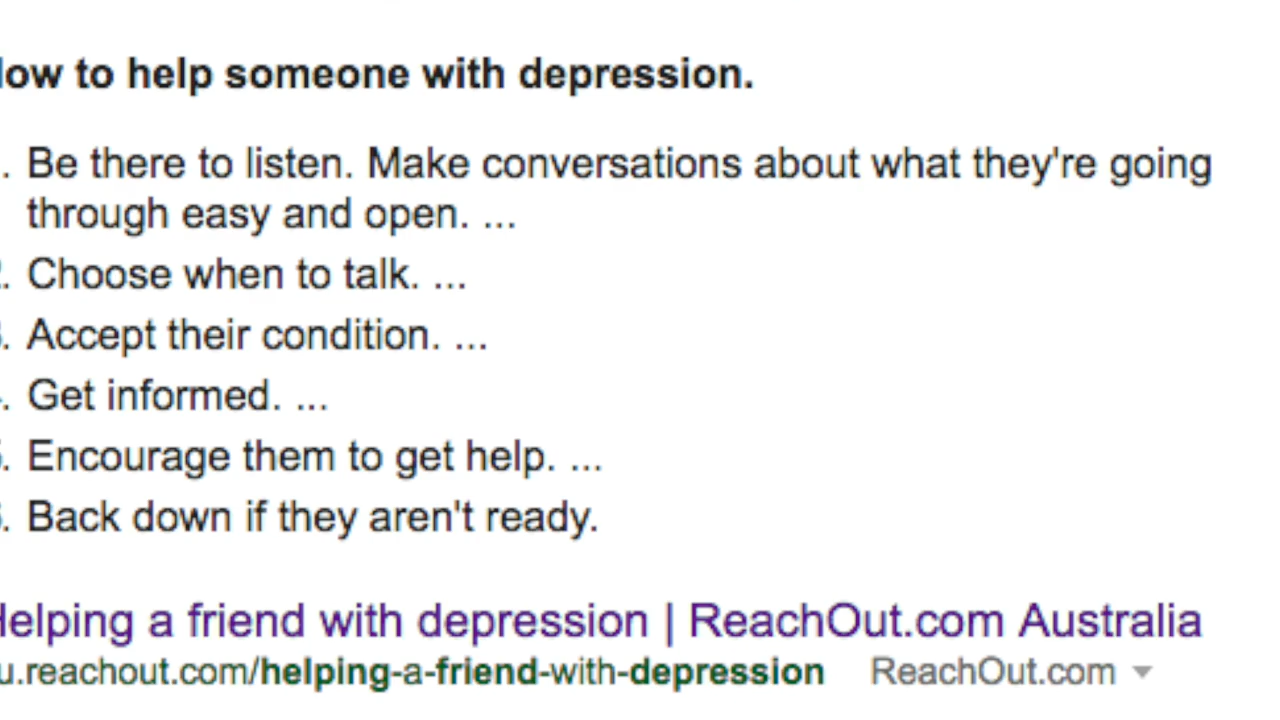 ow to help someone with depression.
. Be there to listen. Make conversations about what they're going
through easy and open. ...
. Choose when to talk. ...
. Accept their condition. ...
. Get informed. ...
. Encourage them to get help. ...
. Back down if they aren't ready.
elping a friend with depression | ReachOut.com Australia
u.reachout.com/helping-a-friend-with-depression ReachOut.com